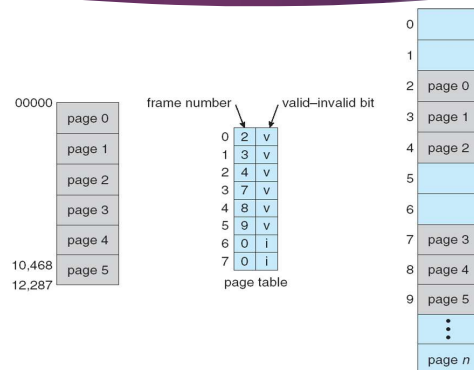 00000
page 0
page 1
page 2
page 3
page 4
10,468
page 5
12,287
frame number
valid–invalid bit
0 2 v
1 3 v
2 4 v
3 7 v
4 8 v
5 9 v
6 0 i
7 0 i
page table
0
1
2 page 0
3 page 1
4 page 2
5
6
7 page 3
8 page 4
9 page 5
page n